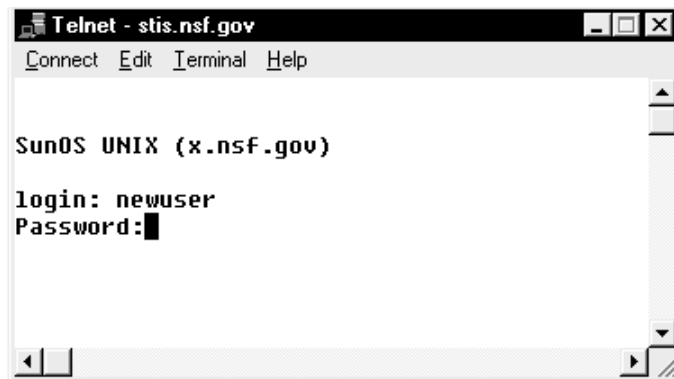 Telnet - stis.nsf.gov
Connect Edit Terminal Help
SunOS UNIX (x.nsf.gov)
login: newuser
Password: